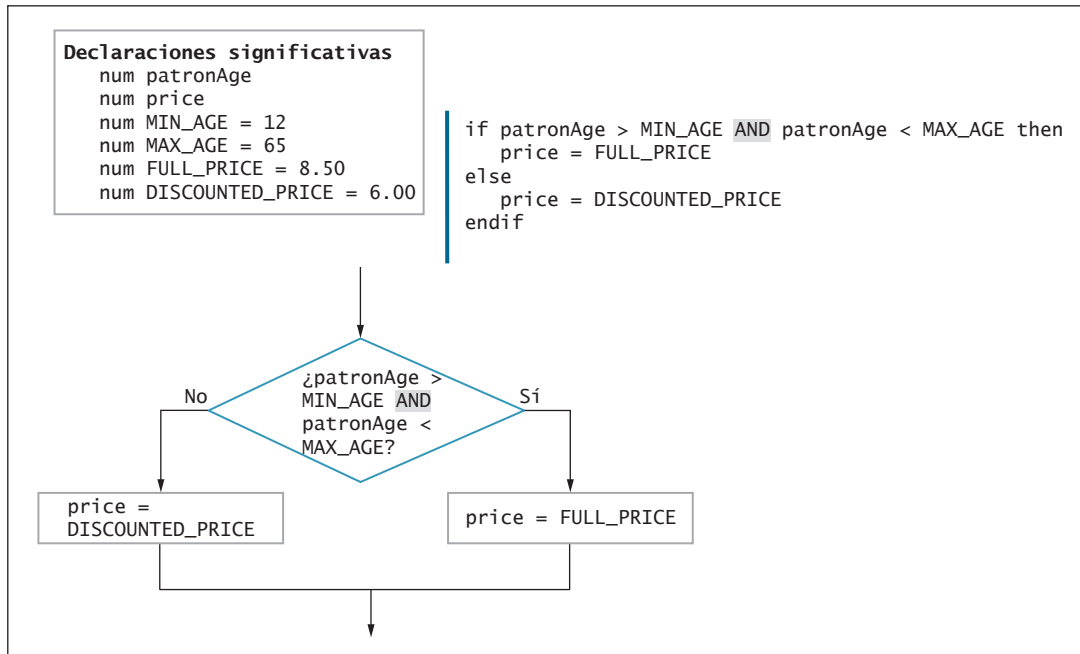 Declaraciones significativas
num patronAge
num price
num MIN_AGE = 12
num MAX_AGE = 65
num FULL_PRICE = 8.50
num DISCOUNTED_PRICE = 6.00
if patronAge > MIN_AGE AND patronAge < MAX_AGE then
price = FULL_PRICE
else
price = DISCOUNTED_PRICE
endif
¿patronAge >
MIN_AGE AND
patronAge <
MAX_AGE?
No
Sí
price =
DISCOUNTED_PRICE
price = FULL_PRICE